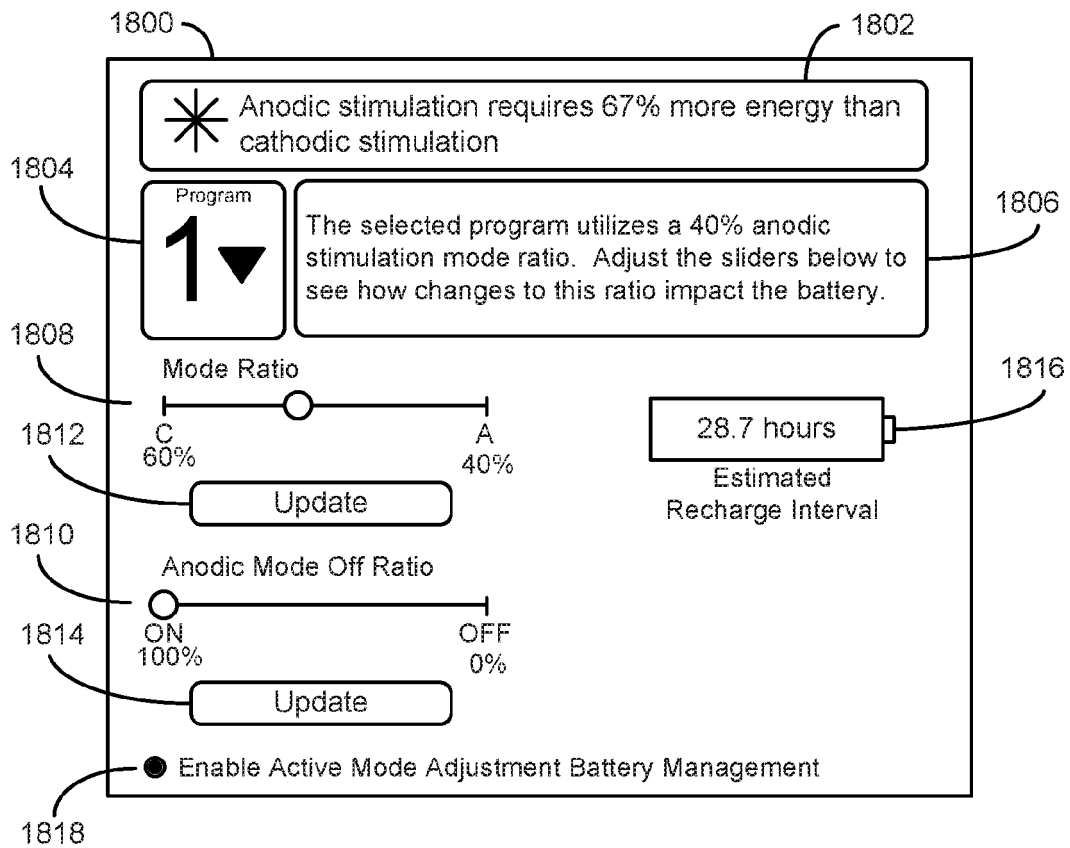 1800
1802
Anodic stimulation requires 67% more energy than
cathodic stimulation
1804
Program
1
1806
The selected program utilizes a 40% anodic
stimulation mode ratio. Adjust the sliders below to
see how changes to this ratio impact the battery.
1808
Mode Ratio
C
60%
A
40%
1816
28.7 hours
Estimated
Recharge Interval
1812
Update
1810
Anodic Mode Off Ratio
ON
100%
OFF
0%
1814
Update
Enable Active Mode Adjustment Battery Management
1818